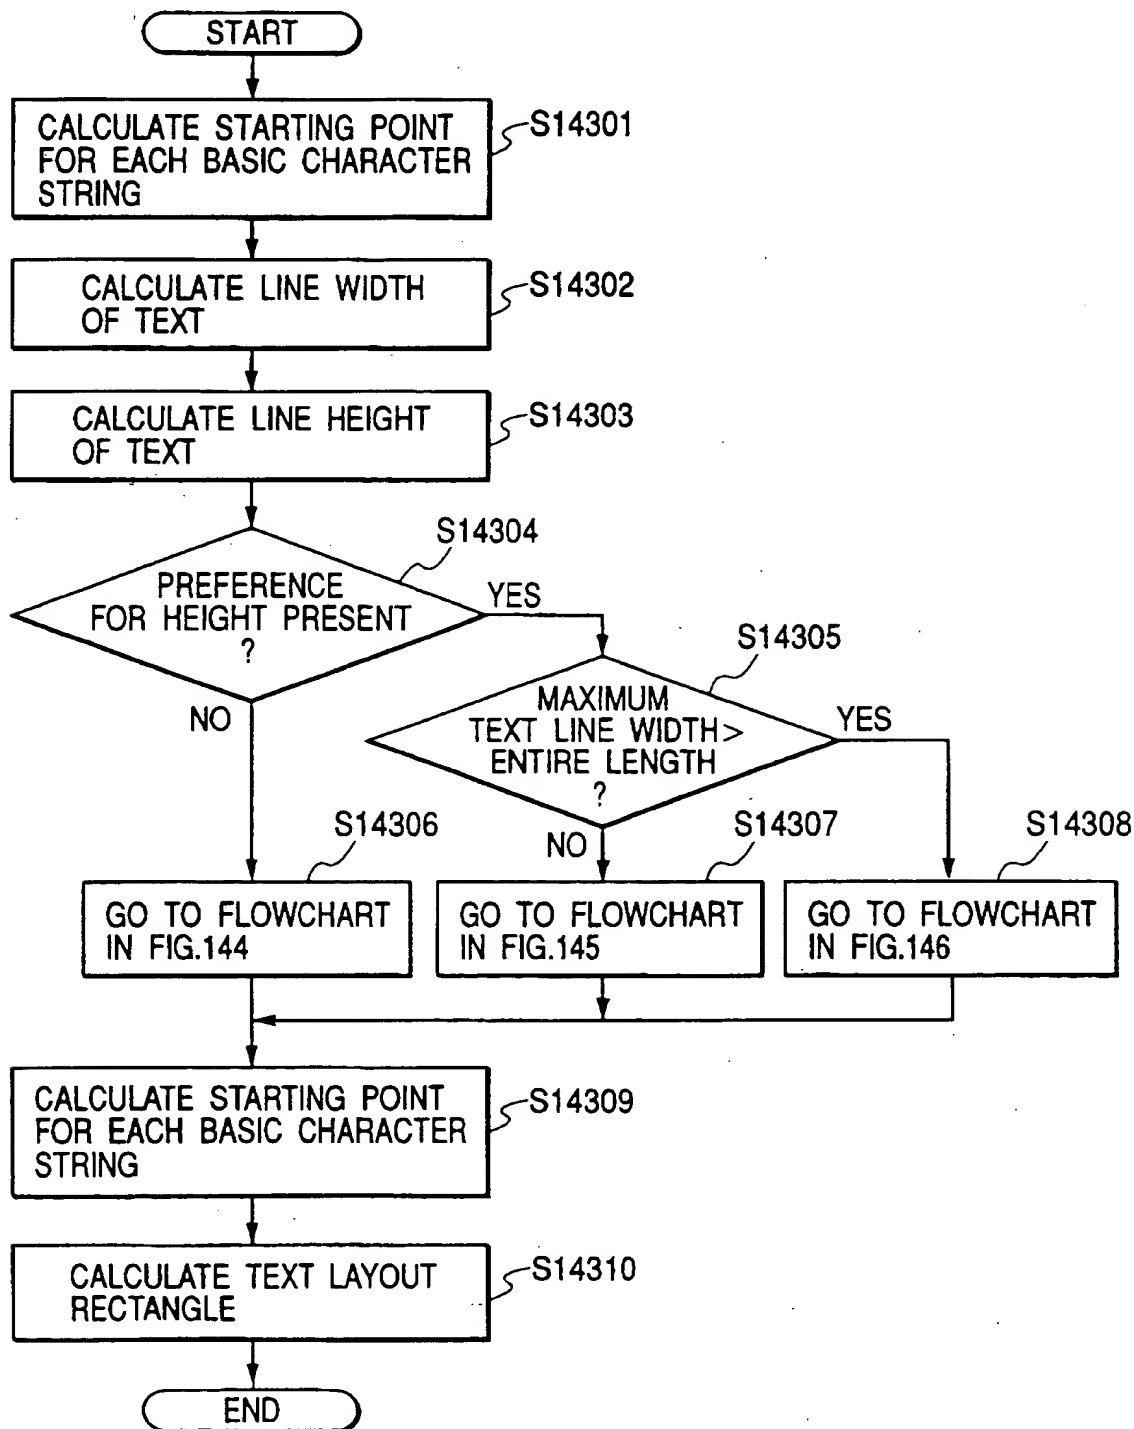 START
CALCULATE STARTING POINT
FOR EACH BASIC CHARACTER
STRING
S14301
CALCULATE LINE WIDTH
OF TEXT
S14302
CALCULATE LINE HEIGHT
OF TEXT
S14303
S14304
PREFERENCE
FOR HEIGHT PRESENT
?
YES
NO
S14305
MAXIMUM
TEXT LINE WIDTH>
ENTIRE LENGTH
?
YES
NO
S14306
GO TO FLOWCHART
IN FIG.144
S14307
GO TO FLOWCHART
IN FIG.145
S14308
GO TO FLOWCHART
IN FIG.146
CALCULATE STARTING POINT
FOR EACH BASIC CHARACTER
STRING
S14309
CALCULATE TEXT LAYOUT
RECTANGLE
S14310
END